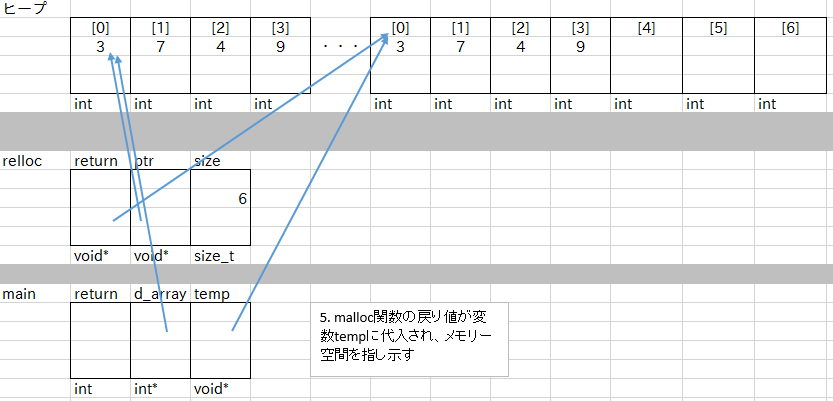 ヒープ
[0] [1] [2] [3] [0] [1] [2] [3] [4] [5] [6]
3 7 4 9 ・・・ 3 7 4 9
int int int int int int int int int int int
relloc return ptr size
6
void* void* size_t
main return d_array temp
5. malloc関数の戻り値が変
数tempに代入され、メモリー
空間を指し示す
int int* void*